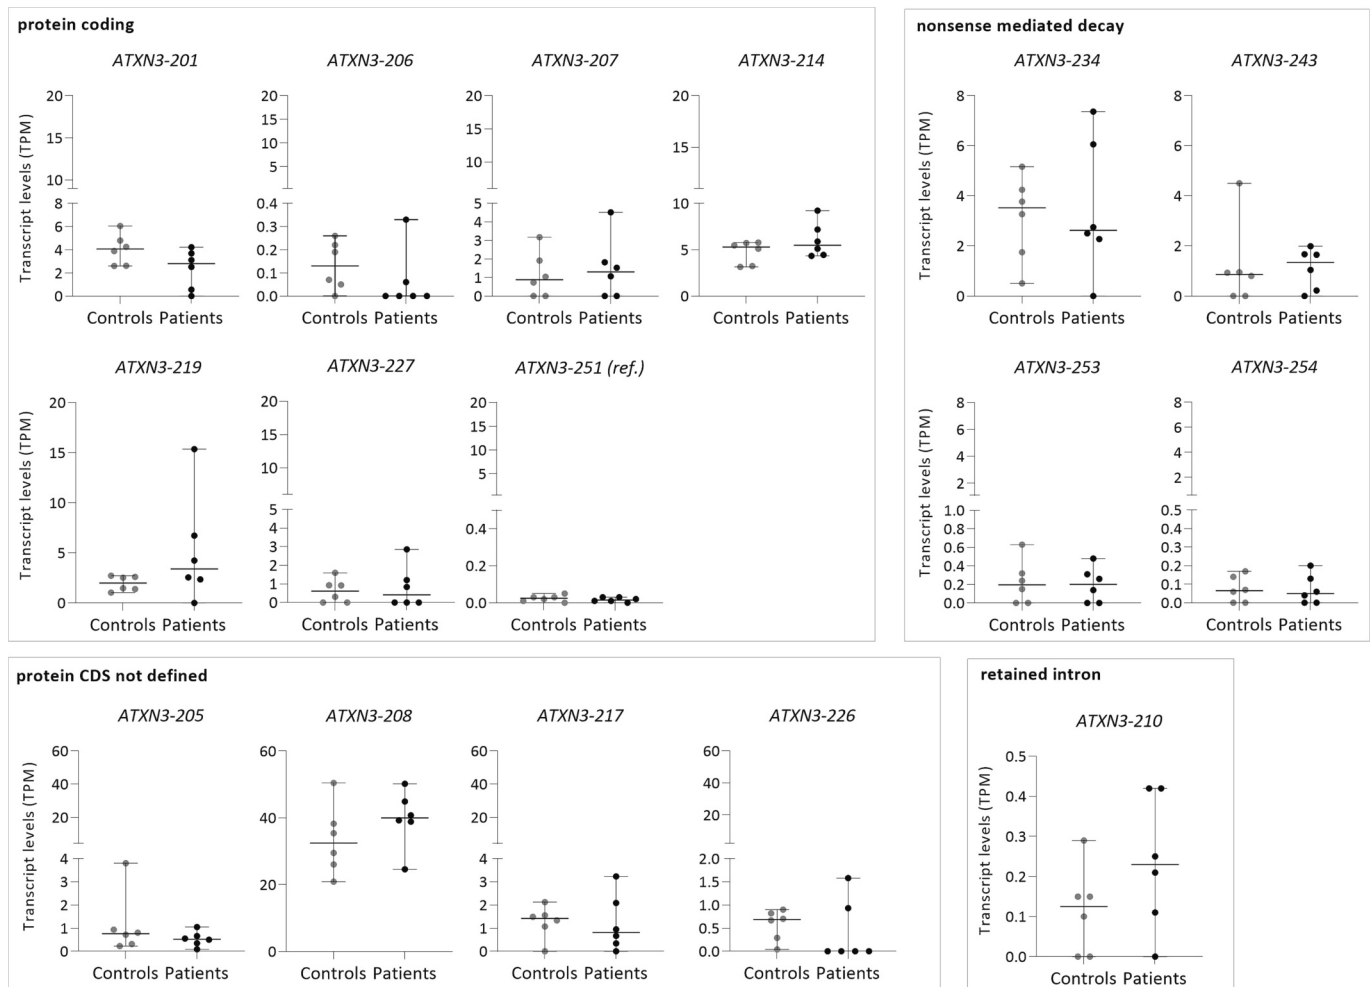 protein coding
ATXN3-201 ATXN3-206 ATXN3-207 ATXN3-214
Transcript levels (TPM)
20 15 10 8 6 4 2 0
20 15 10 5 0.4 0.3 0.2 0.1 0.0
20 15 10 5 4 3 2 1 0
20 15 10 5 0
Controls Patients Controls Patients Controls Patients Controls Patients
ATXN3-219 ATXN3-227 ATXN3-251 (ref.)
Transcript levels (TPM)
20 15 10 5 0
20 15 10 5 4 3 2 1 0
20 15 10 5 0.4 0.2 0.0
Controls Patients Controls Patients Controls Patients
nonsense mediated decay
ATXN3-234 ATXN3-243
Transcript levels (TPM)
8 6 4 2 0
8 6 4 2 0
Controls Patients Controls Patients
ATXN3-253 ATXN3-254
Transcript levels (TPM)
8 6 4 2 1.0 0.8 0.6 0.4 0.2 0.0
8 6 4 2 0.5 0.4 0.3 0.2 0.1 0.0
Controls Patients Controls Patients
protein CDS not defined
ATXN3-205 ATXN3-208 ATXN3-217 ATXN3-226
Transcript levels (TPM)
60 40 20 4 3 2 1 0
60 40 20 0
60 40 20 4 3 2 1 0
60 40 20 2.0 1.5 1.0 0.5 0.0
Controls Patients Controls Patients Controls Patients Controls Patients
retained intron
ATXN3-210
Transcript levels (TPM)
0.5 0.4 0.3 0.2 0.1 0.0
Controls Patients